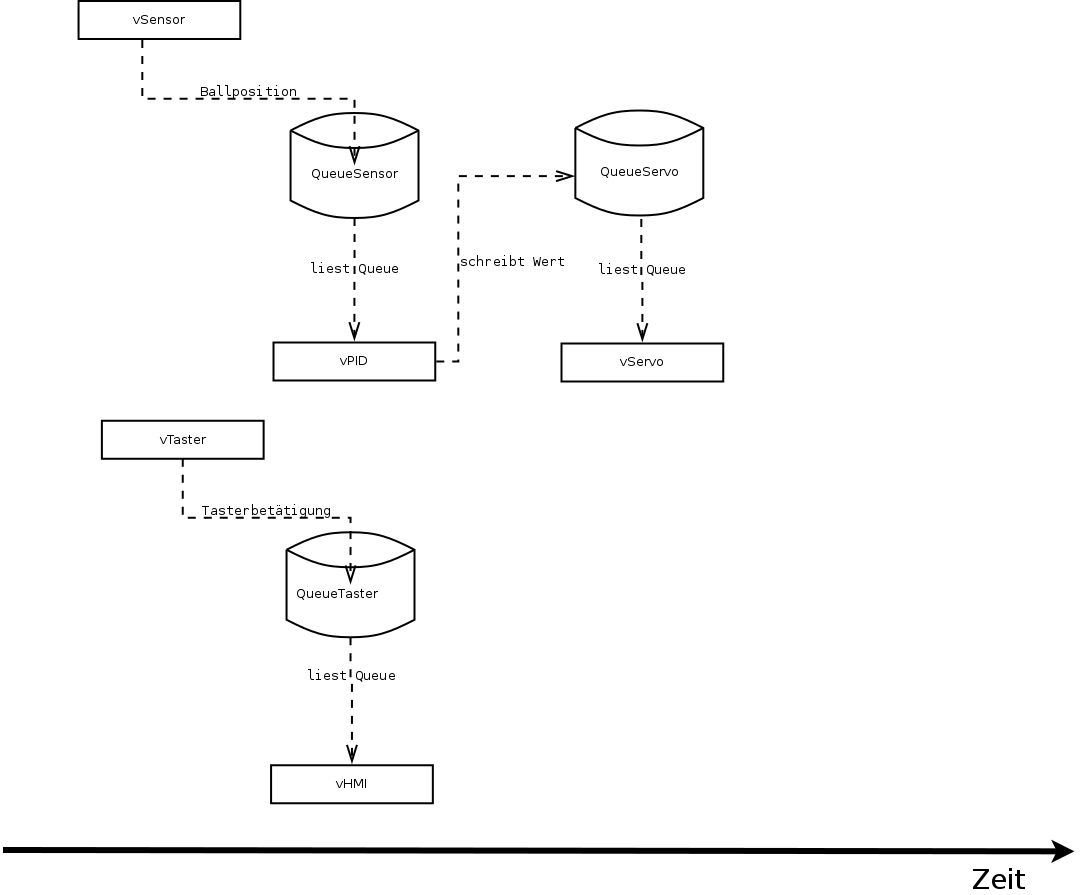 vSensor
Ballposition
QueueSensor
QueueServo
schreibt Wert
liest Queue
liest Queue
vPID
vServo
vTaster
Tasterbetätigung
QueueTaster
liest Queue
vHMI
Zeit